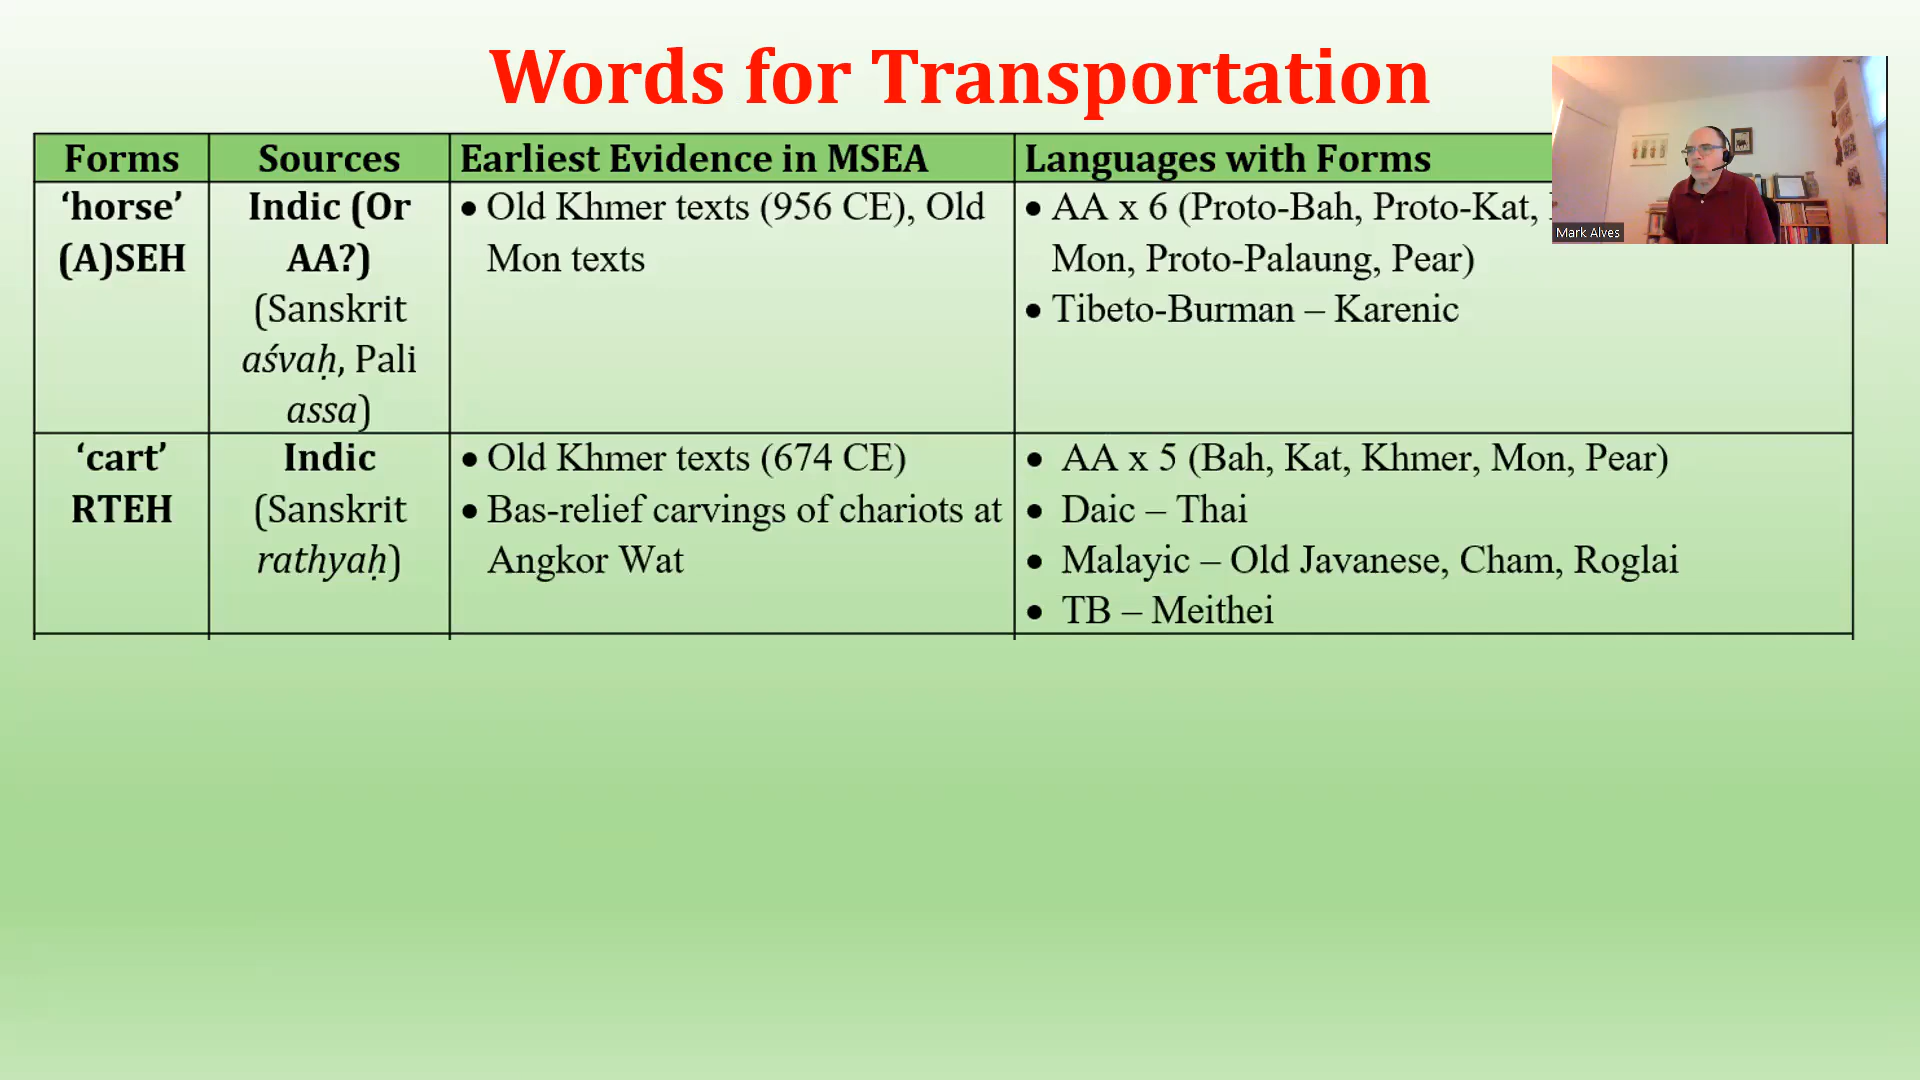 Words for Transportation
Forms
Sources
Earliest Evidence in MSEA
Languages with Forms
‘horse’
(A)SEH
Indic (Or
AA?)
(Sanskrit
aśvaḥ, Pali
assa)
• Old Khmer texts (956 CE), Old
Mon texts
• AA x 6 (Proto-Bah, Proto-Kat,
Mon, Proto-Palaung, Pear)
• Tibeto-Burman – Karenic
‘cart’
RTEH
Indic
(Sanskrit
rathyaḥ)
• Old Khmer texts (674 CE)
• Bas-relief carvings of chariots at
Angkor Wat
• AA x 5 (Bah, Kat, Khmer, Mon, Pear)
• Daic – Thai
• Malayic – Old Javanese, Cham, Roglai
• TB – Meithei
Mark Alves